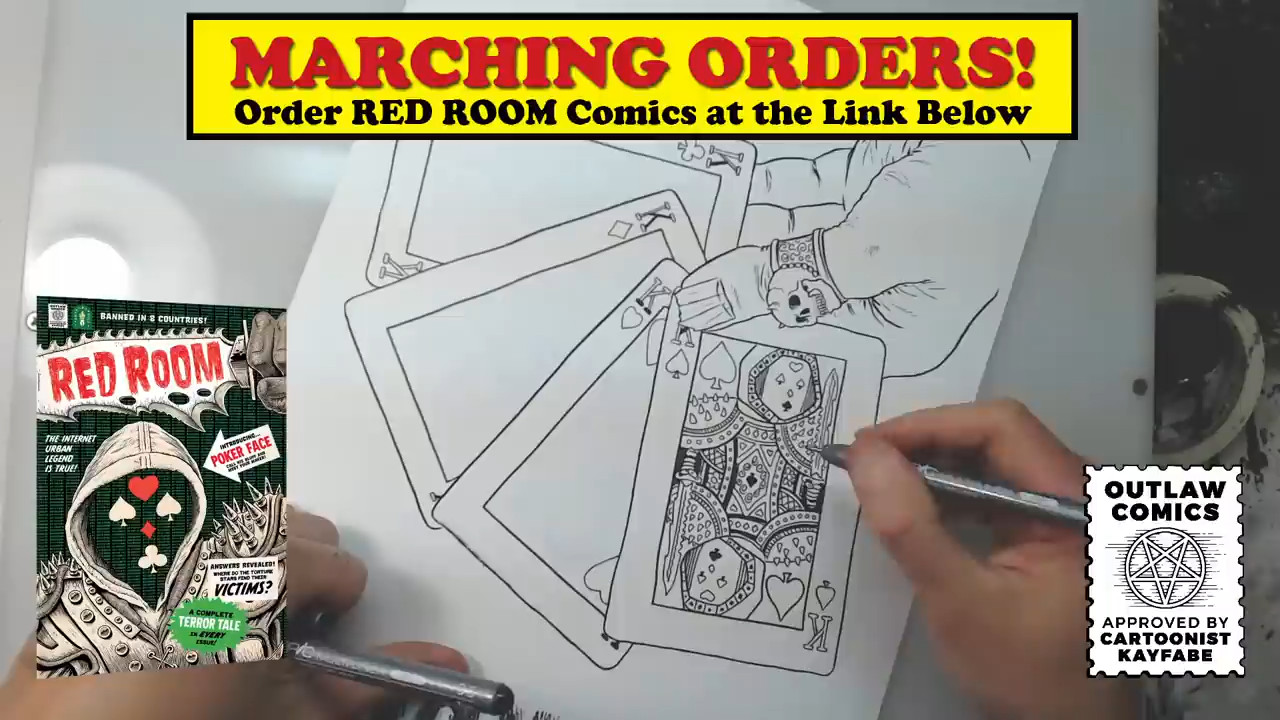 MARCHING ORDERS!
Order RED ROOM Comics at the Link Below
K
K
K
K
K
K
OUTLAW
COMICS
BANNED IN 8 COUNTRIES!
RED ROOM
THE INTERNET
URBAN
LEGEND
IS TRUE!
INTRODUCING...
POKER FACE
ANSWERS REVEALED!
WHERE DO THE TORTURE
STARS FIND THEIR
VICTIMS?
A COMPLETE
TERROR TALE
IN EVERY
ISSUE!
OUTLAW
COMICS
APPROVED BY
CARTOONIST
KAYFABE